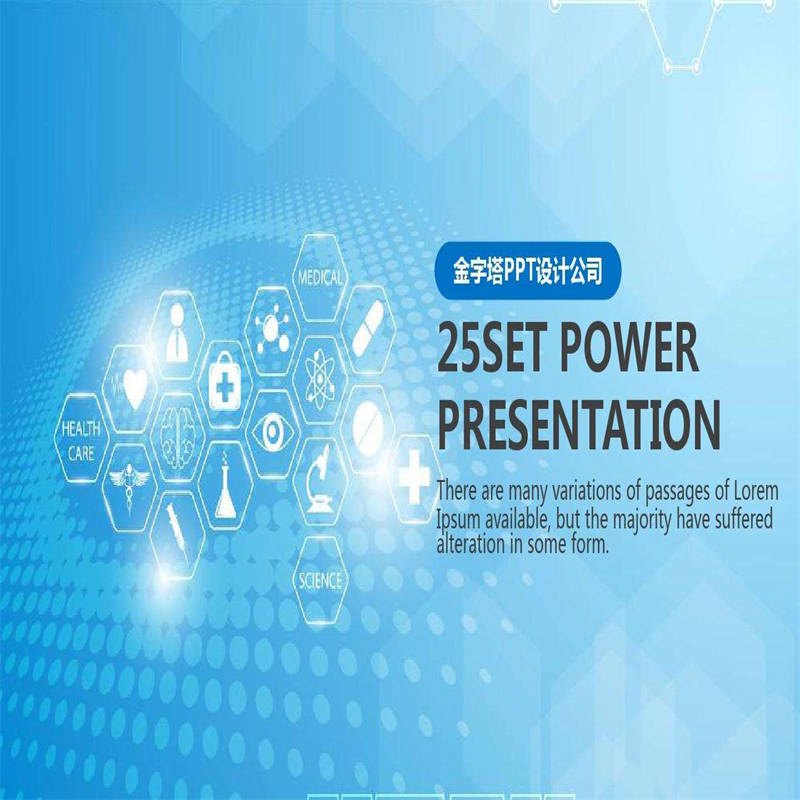 MEDICAL
HEALTH
CARE
SCIENCE
金字塔PPT设计公司
25SET POWER
PRESENTATION
There are many variations of passages of Lorem
Ipsum available, but the majority have suffered
alteration in some form.